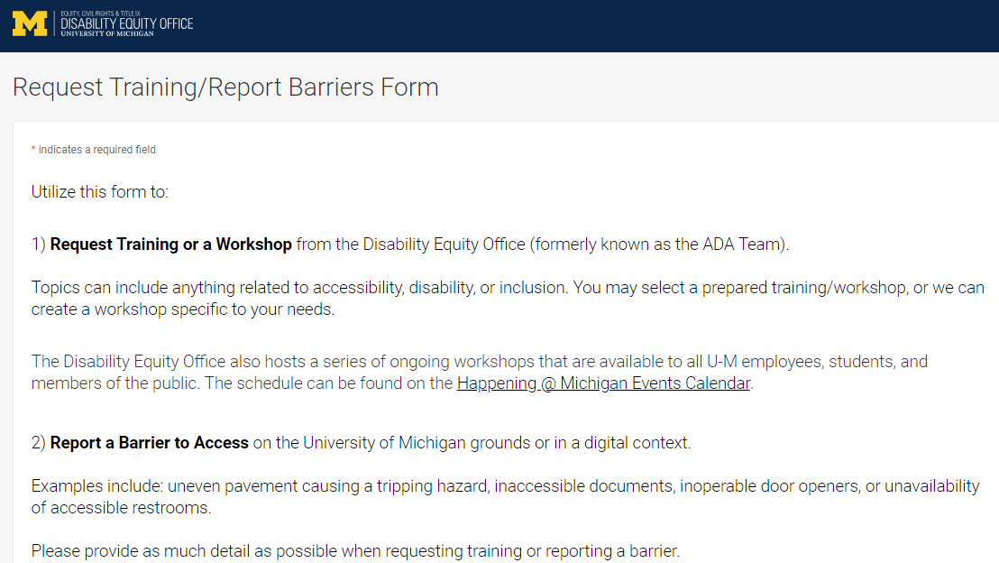 M
EQUITY, CIVIL RIGHTS & TITLE IX
DISABILITY EQUITY OFFICE
UNIVERSITY OF MICHIGAN
Request Training/Report Barriers Form
* indicates a required field
Utilize this form to:
1) Request Training or a Workshop from the Disability Equity Office (formerly known as the ADA Team).
Topics can include anything related to accessibility, disability, or inclusion. You may select a prepared training/workshop, or we can
create a workshop specific to your needs.
The Disability Equity Office also hosts a series of ongoing workshops that are available to all U-M employees, students, and
members of the public. The schedule can be found on the Happening @ Michigan Events Calendar.
2) Report a Barrier to Access on the University of Michigan grounds or in a digital context.
Examples include: uneven pavement causing a tripping hazard, inaccessible documents, inoperable door openers, or unavailability
of accessible restrooms.
Please provide as much detail as possible when requesting training or reporting a barrier.